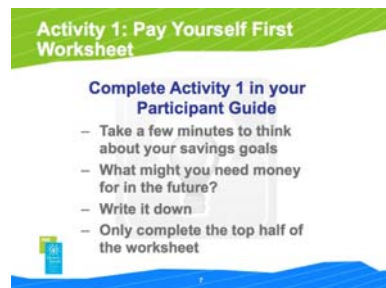 Activity 1: Pay Yourself First
Worksheet
Complete Activity 1 in your
Participant Guide
– Take a few minutes to think
about your savings goals
– What might you need money
for in the future?
– Write it down
– Only complete the top half of
the worksheet
7